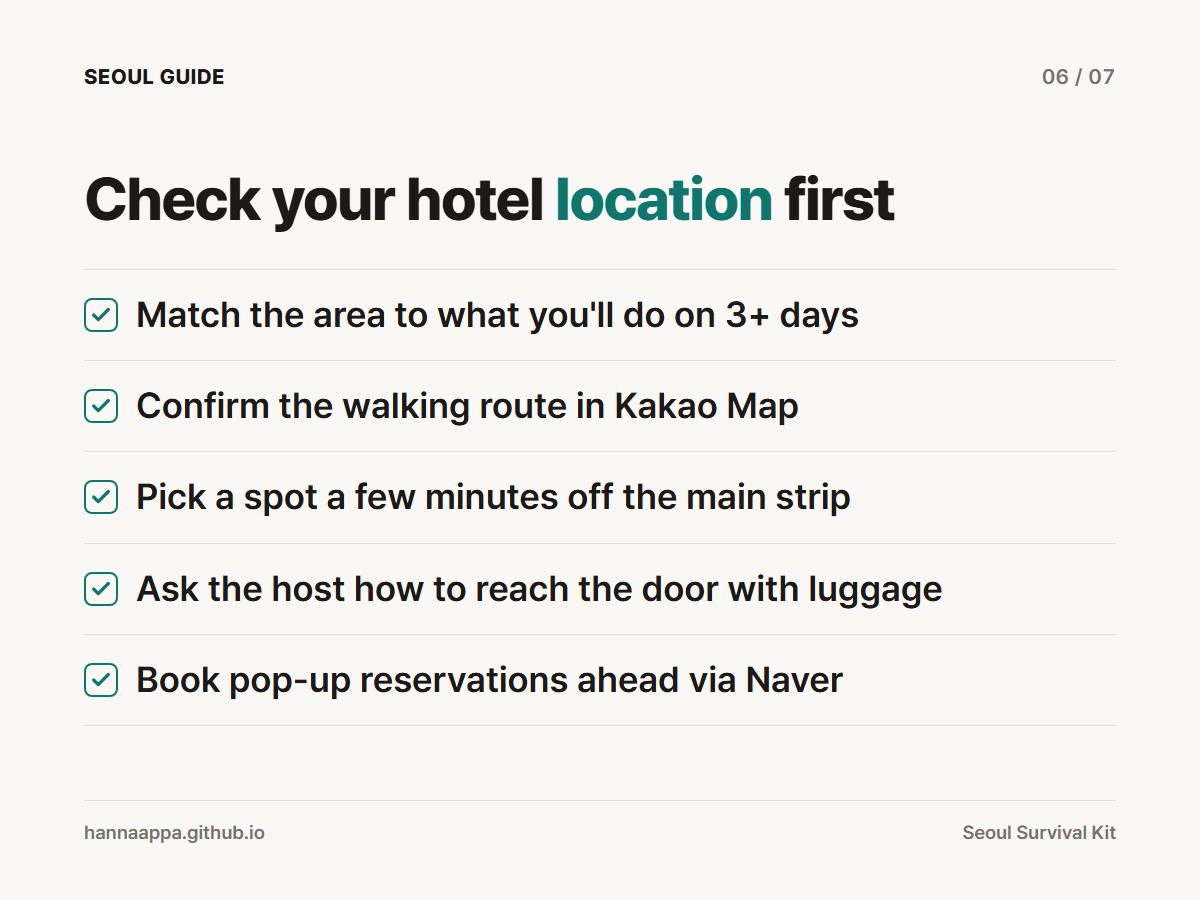 SEOUL GUIDE
06 / 07
Check your hotel location first
Match the area to what you'll do on 3+ days
Confirm the walking route in Kakao Map
Pick a spot a few minutes off the main strip
Ask the host how to reach the door with luggage
Book pop-up reservations ahead via Naver
hannaappa.github.io
Seoul Survival Kit